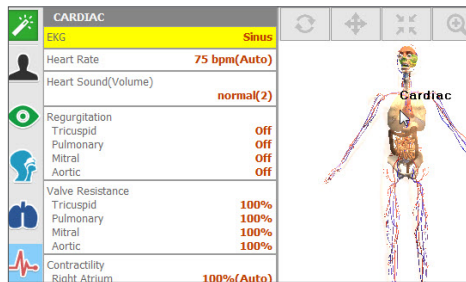 CARDIAC
EKG Sinus
Heart Rate 75 bpm(Auto)
Heart Sound(Volume)
normal(2)
Regurgitation
Tricuspid Off
Pulmonary Off
Mitral Off
Aortic Off
Valve Resistance
Tricuspid 100%
Pulmonary 100%
Mitral 100%
Aortic 100%
Contractility
Right Atrium 100%(Auto)
Cardiac